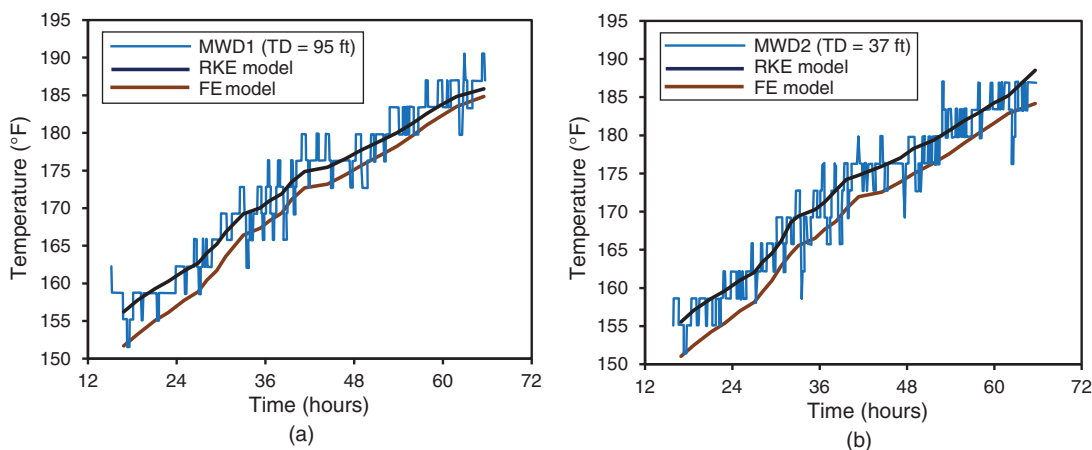 195
190
185
180
175
170
165
160
155
150
Temperature (°F)
MWD1 (TD = 95 ft)
RKE model
FE model
12 24 36 48 60 72
Time (hours)
(a)
195
190
185
180
175
170
165
160
155
150
Temperature (°F)
MWD2 (TD = 37 ft)
RKE model
FE model
12 24 36 48 60 72
Time (hours)
(b)